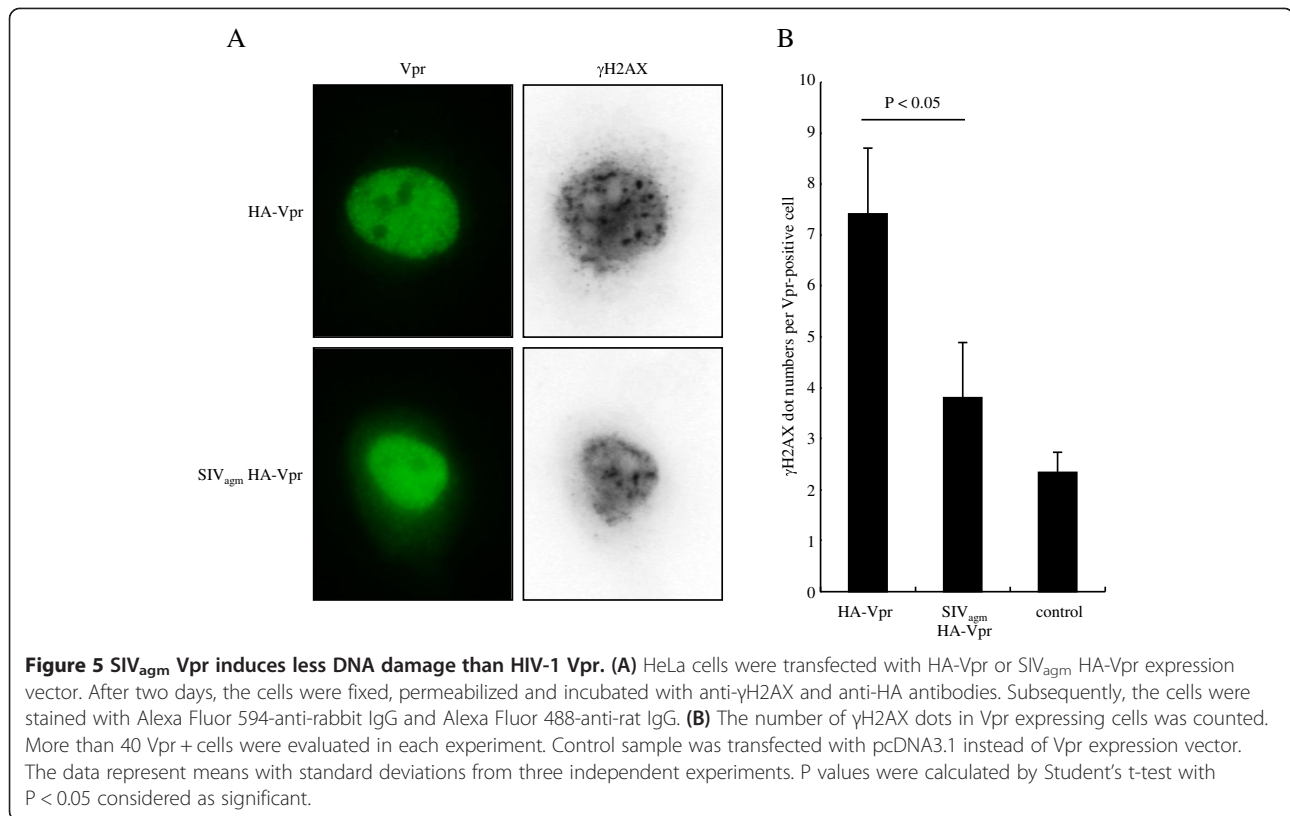 A
B
Vpr
γH2AX
HA-Vpr
SIVagm HA-Vpr
γH2AX dot numbers per Vpr-positive cell
10
9
8
7
6
5
4
3
2
1
0
P < 0.05
HA-Vpr
SIVagm
HA-Vpr
control
Figure 5 SIVagm Vpr induces less DNA damage than HIV-1 Vpr. (A) HeLa cells were transfected with HA-Vpr or SIVagm HA-Vpr expression
vector. After two days, the cells were fixed, permeabilized and incubated with anti-γH2AX and anti-HA antibodies. Subsequently, the cells were
stained with Alexa Fluor 594-anti-rabbit IgG and Alexa Fluor 488-anti-rat IgG. (B) The number of γH2AX dots in Vpr expressing cells was counted.
More than 40 Vpr + cells were evaluated in each experiment. Control sample was transfected with pcDNA3.1 instead of Vpr expression vector.
The data represent means with standard deviations from three independent experiments. P values were calculated by Student's t-test with
P < 0.05 considered as significant.